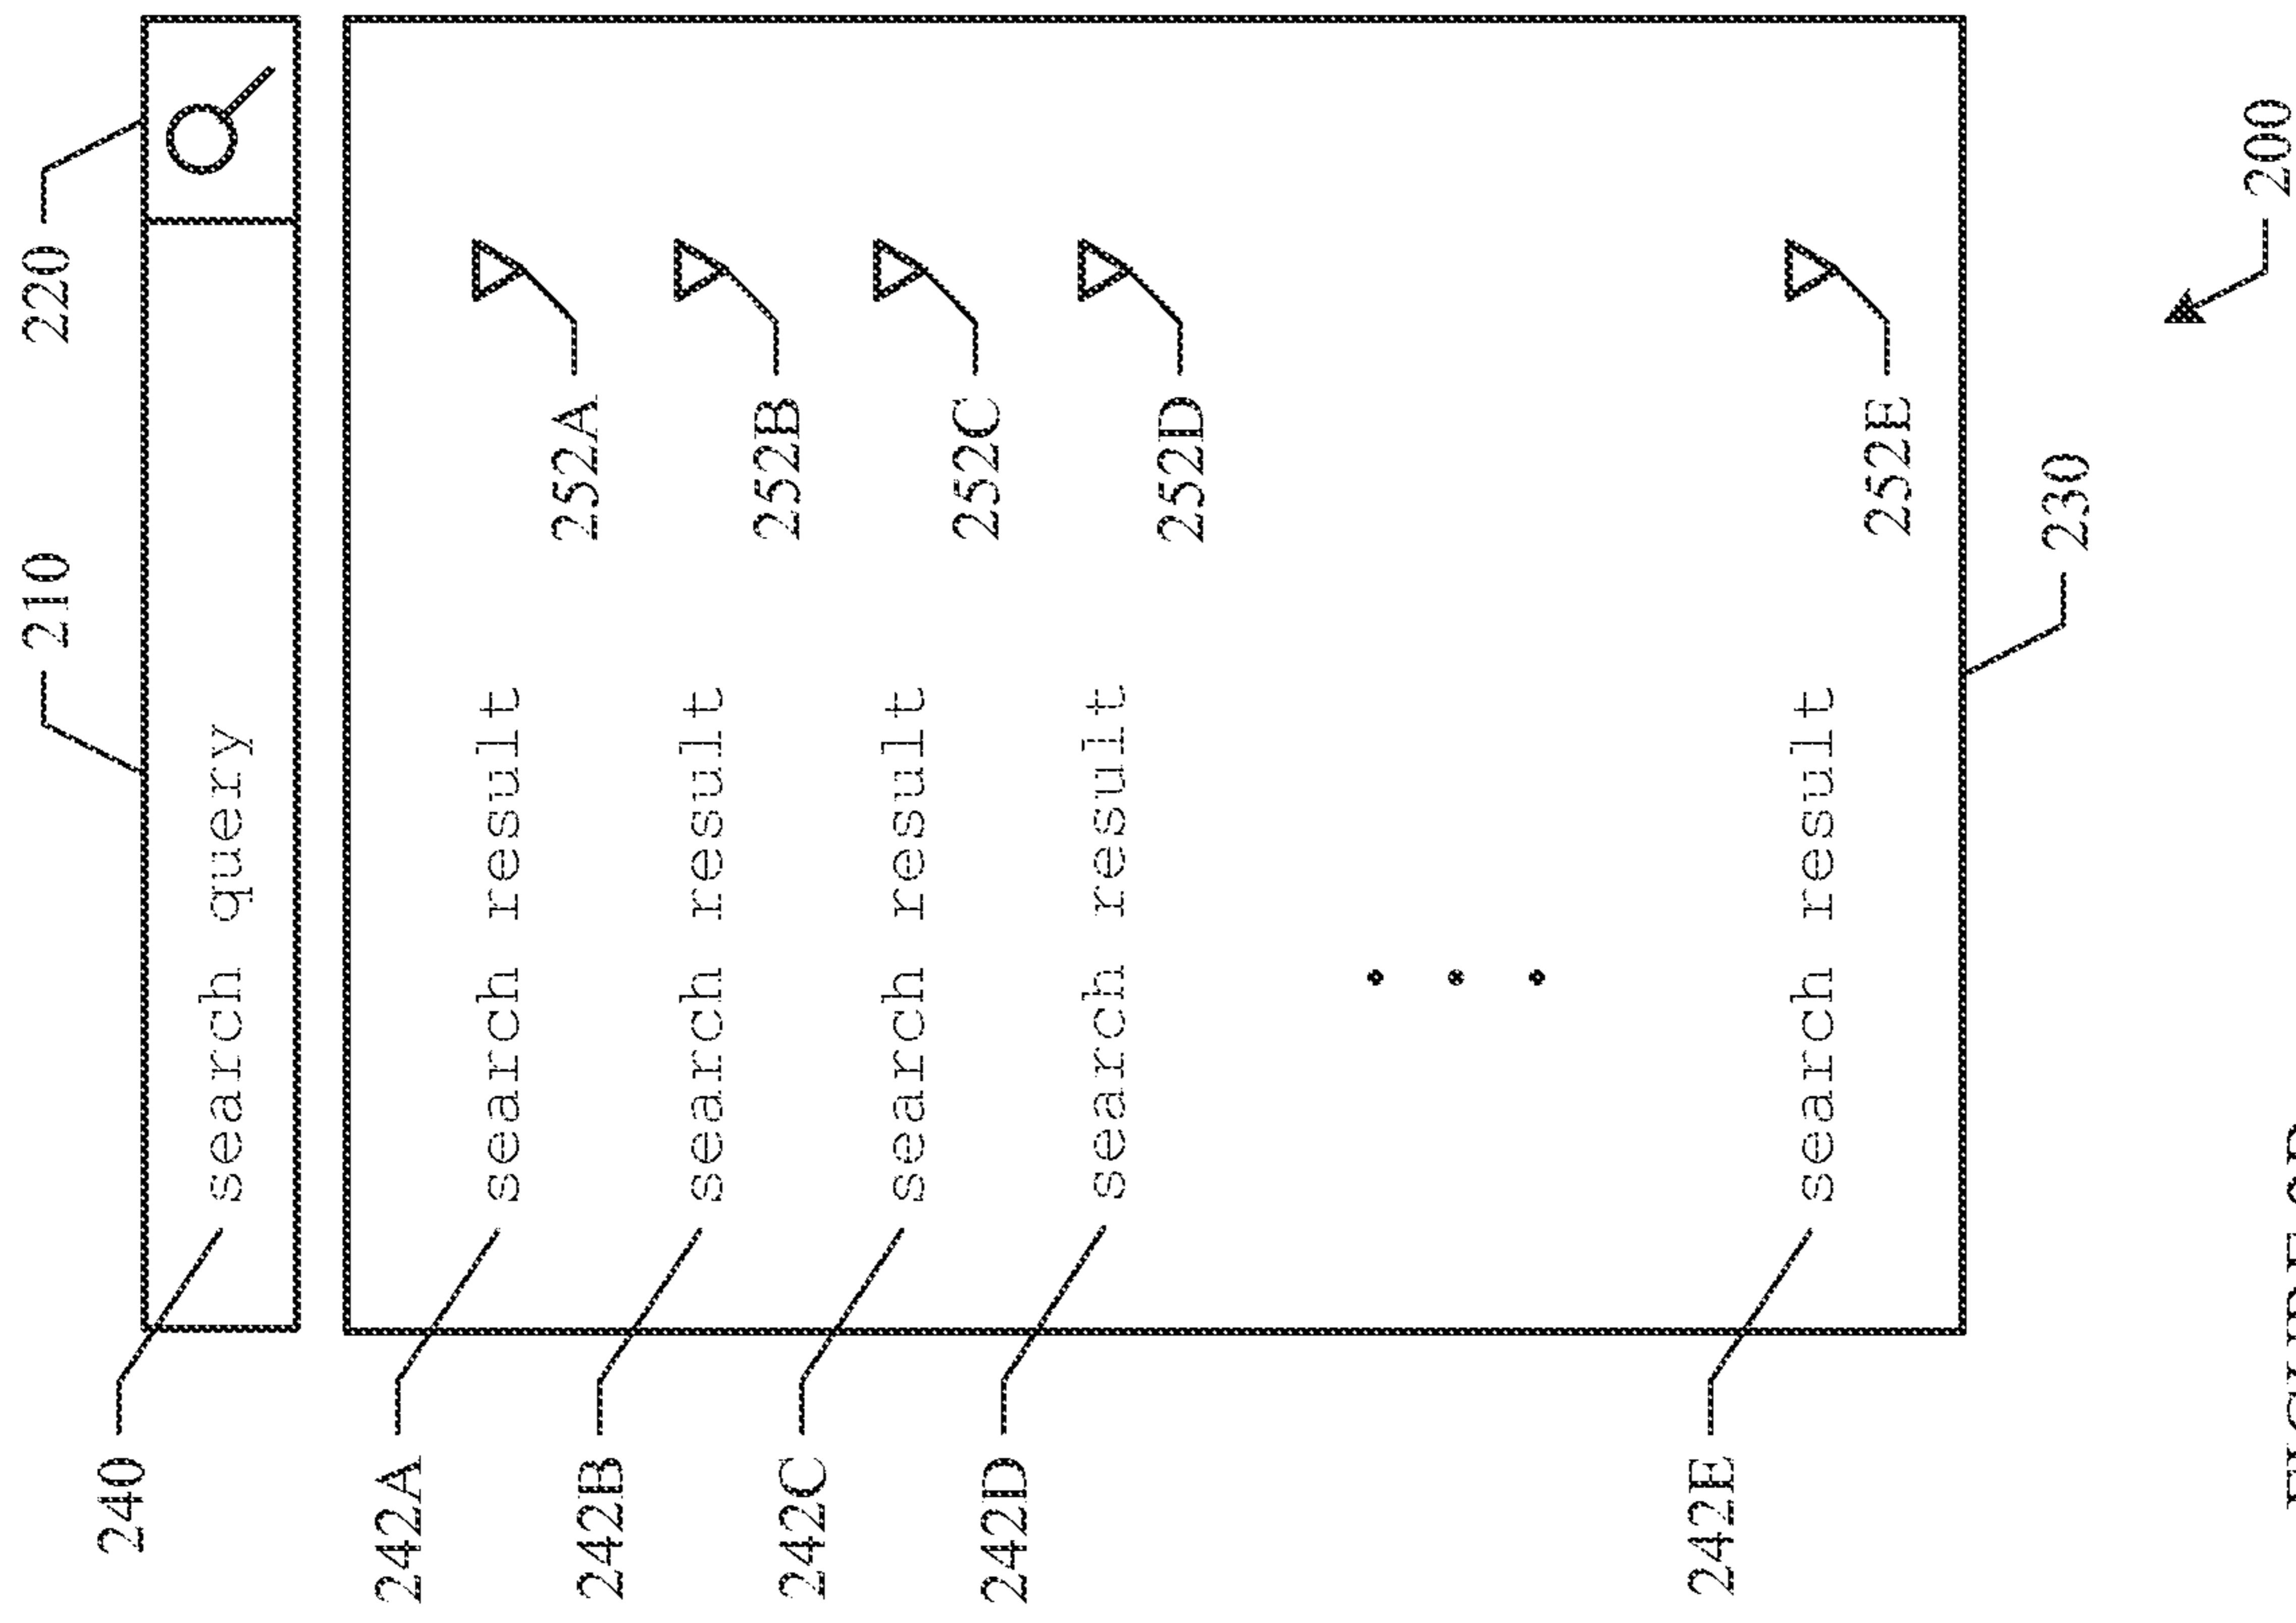 210 220
240 search query
242A search result
252A
242B search result
252B
242C search result
252C
242D search result
252D
242E search result
252E
230
200
FIGURE